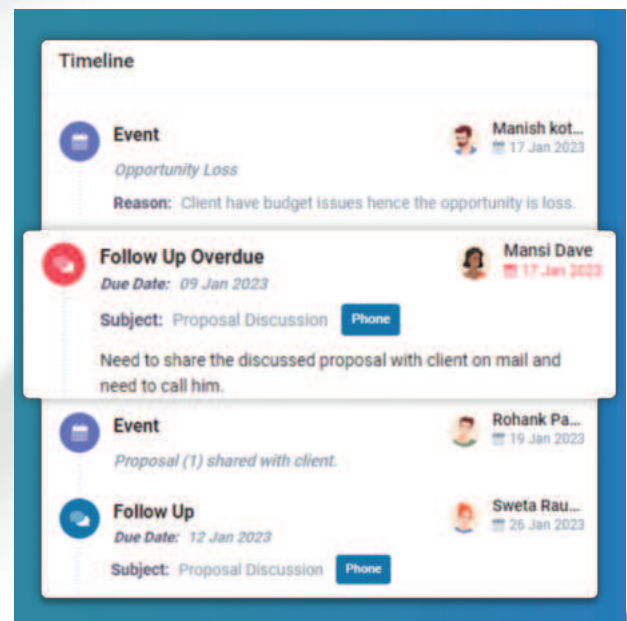 Timeline
Event
Manish kot...
17 Jan 2023
Opportunity Loss
Reason: Client have budget issues hence the opportunity is loss.
Follow Up Overdue
Mansi Dave
17 Jan 2023
Due Date: 09 Jan 2023
Subject: Proposal Discussion Phone
Need to share the discussed proposal with client on mail and
need to call him.
Event
Rohank Pa...
19 Jan 2023
Proposal (1) shared with client.
Follow Up
Sweta Rau...
26 Jan 2023
Due Date: 12 Jan 2023
Subject: Proposal Discussion Phone